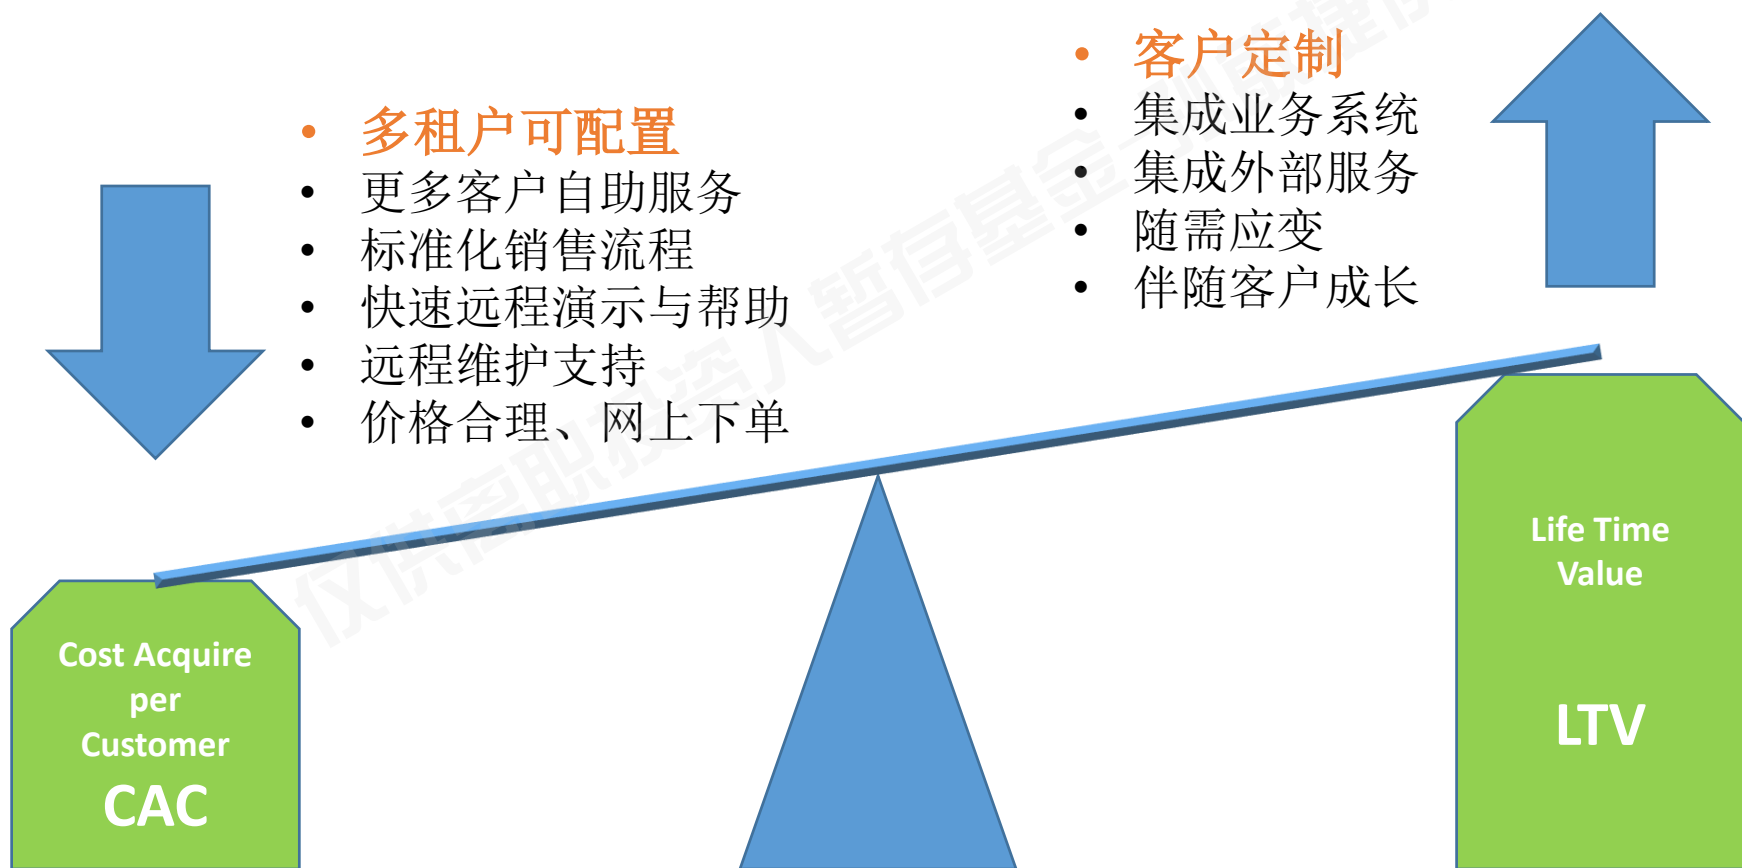 • 多租户可配置
• 更多客户自助服务
• 标准化销售流程
• 快速远程演示与帮助
• 远程维护支持
• 价格合理、网上下单
• 客户定制
• 集成业务系统
• 集成外部服务
• 随需应变
• 伴随客户成长
Cost Acquire
per
Customer
CAC
Life Time
Value
LTV